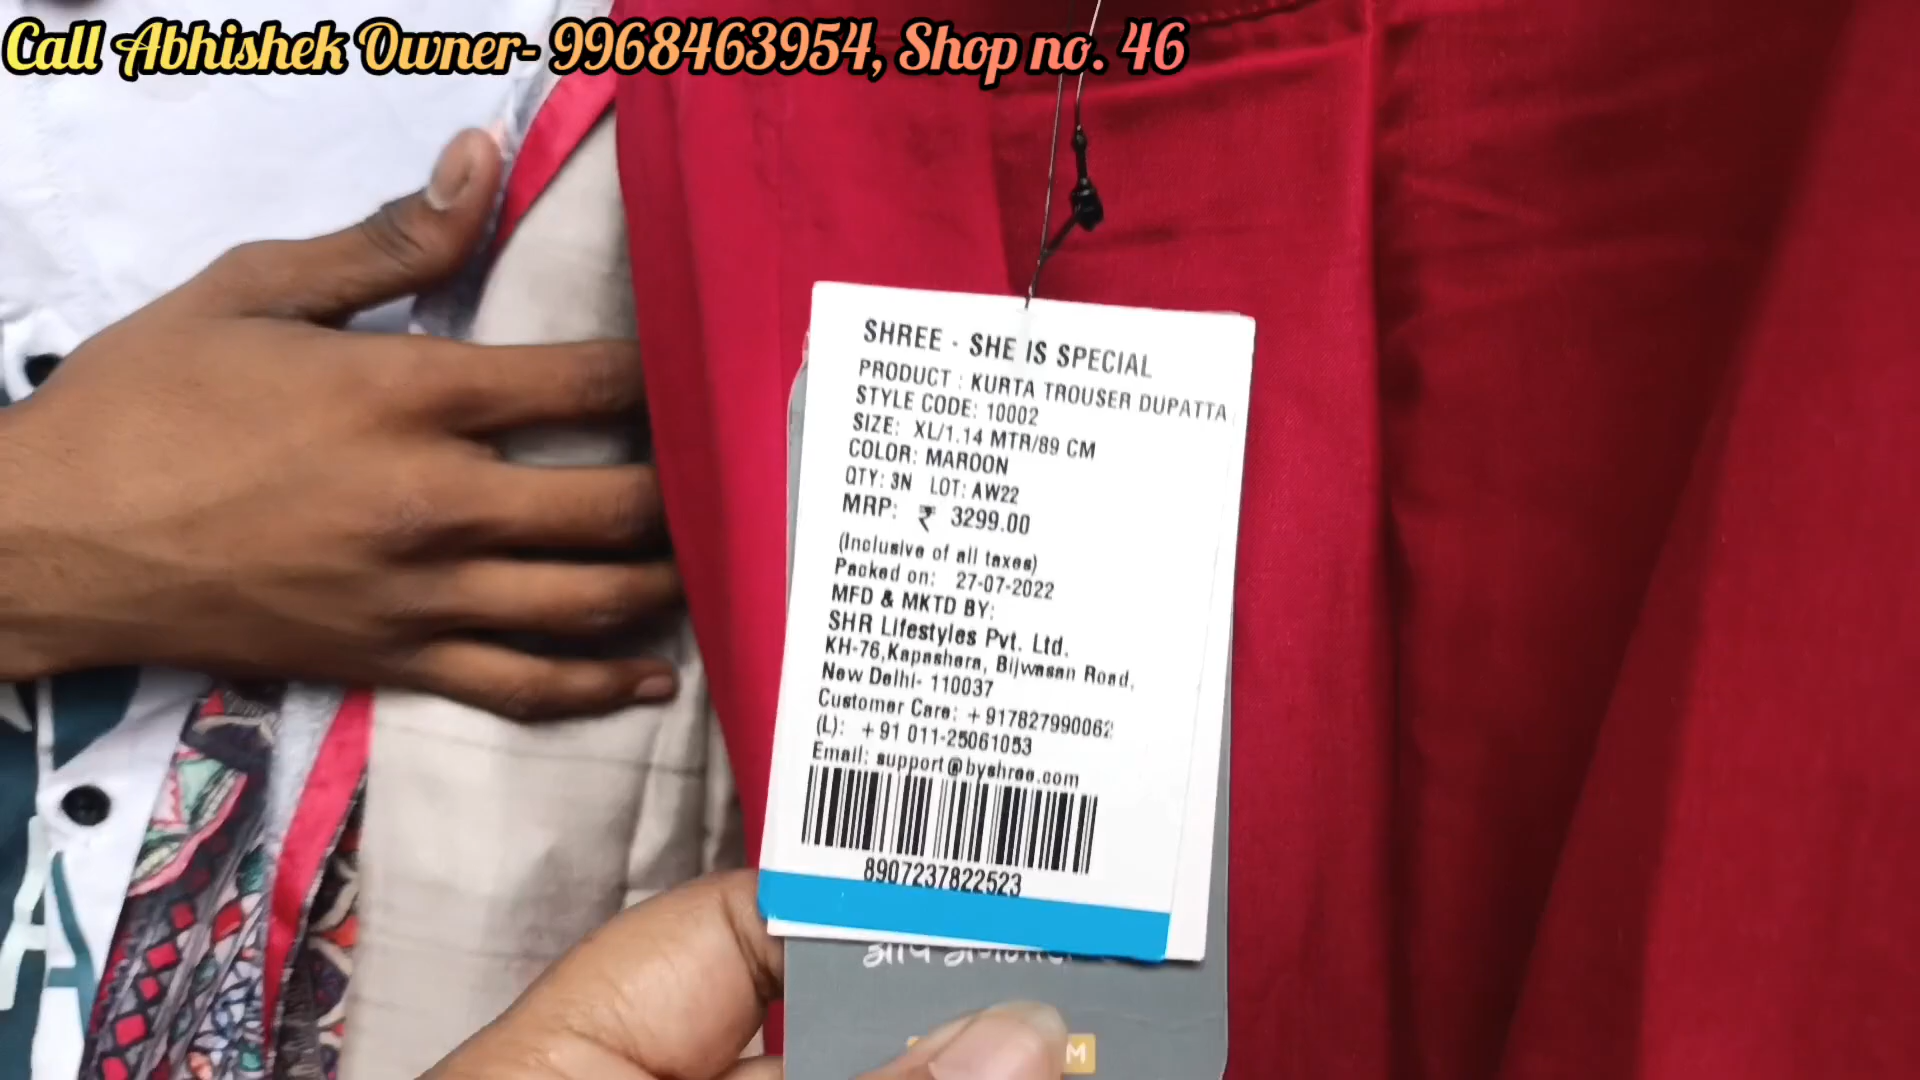 Call Abhishek Owner- 9968463954, Shop no. 46
SHREE - SHE IS SPECIAL
PRODUCT : KURTA TROUSER DUPATTA
STYLE CODE: 10002
SIZE: XL/1.14 MTR/89 CM
COLOR: MAROON
QTY: 3N LOT: AW22
MRP: ₹ 3299.00
(Inclusive of all taxes)
Packed on: 27-07-2022
MFD & MKTD BY:
SHR Lifestyles Pvt. Ltd.
KH-76,Kapashera, Bijwasan Road,
New Delhi- 110037
Customer Care: +917827990062
(L): +91 011-25061053
Email: support@byshree.com
8907237822523
आप
M